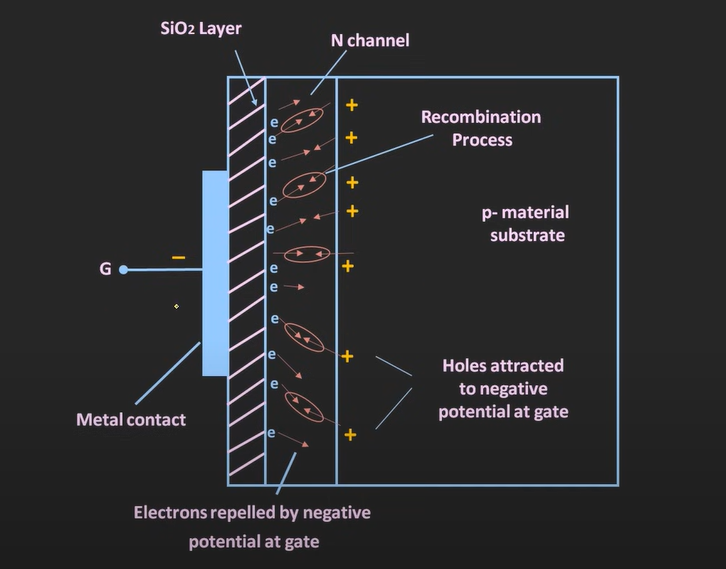 SiO2 Layer
N channel
Recombination
Process
p- material
substrate
e
e
e
e
e
e
e
e
e
e
e
+
+
+
+
+
+
+
−
G
Holes attracted
to negative
potential at gate
Metal contact
Electrons repelled by negative
potential at gate